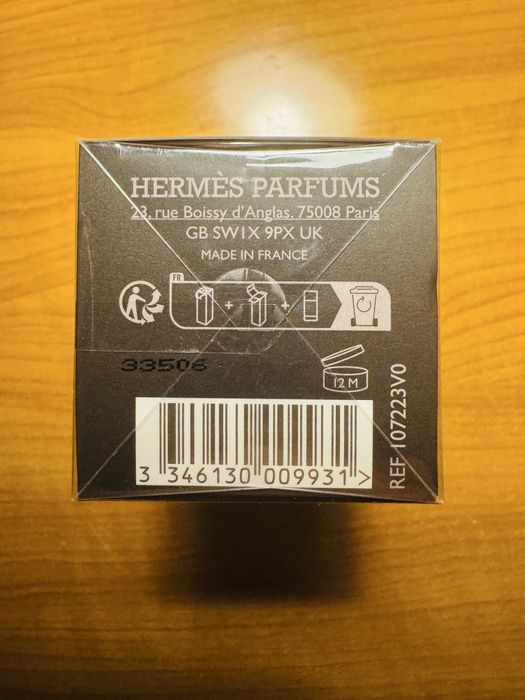 HERMÈS PARFUMS
23, rue Boissy d'Anglas. 75008 Paris
GB SW1X 9PX UK
MADE IN FRANCE
FR
+ +
33506
12 M
REF 107223V0
3 346130 009931 >